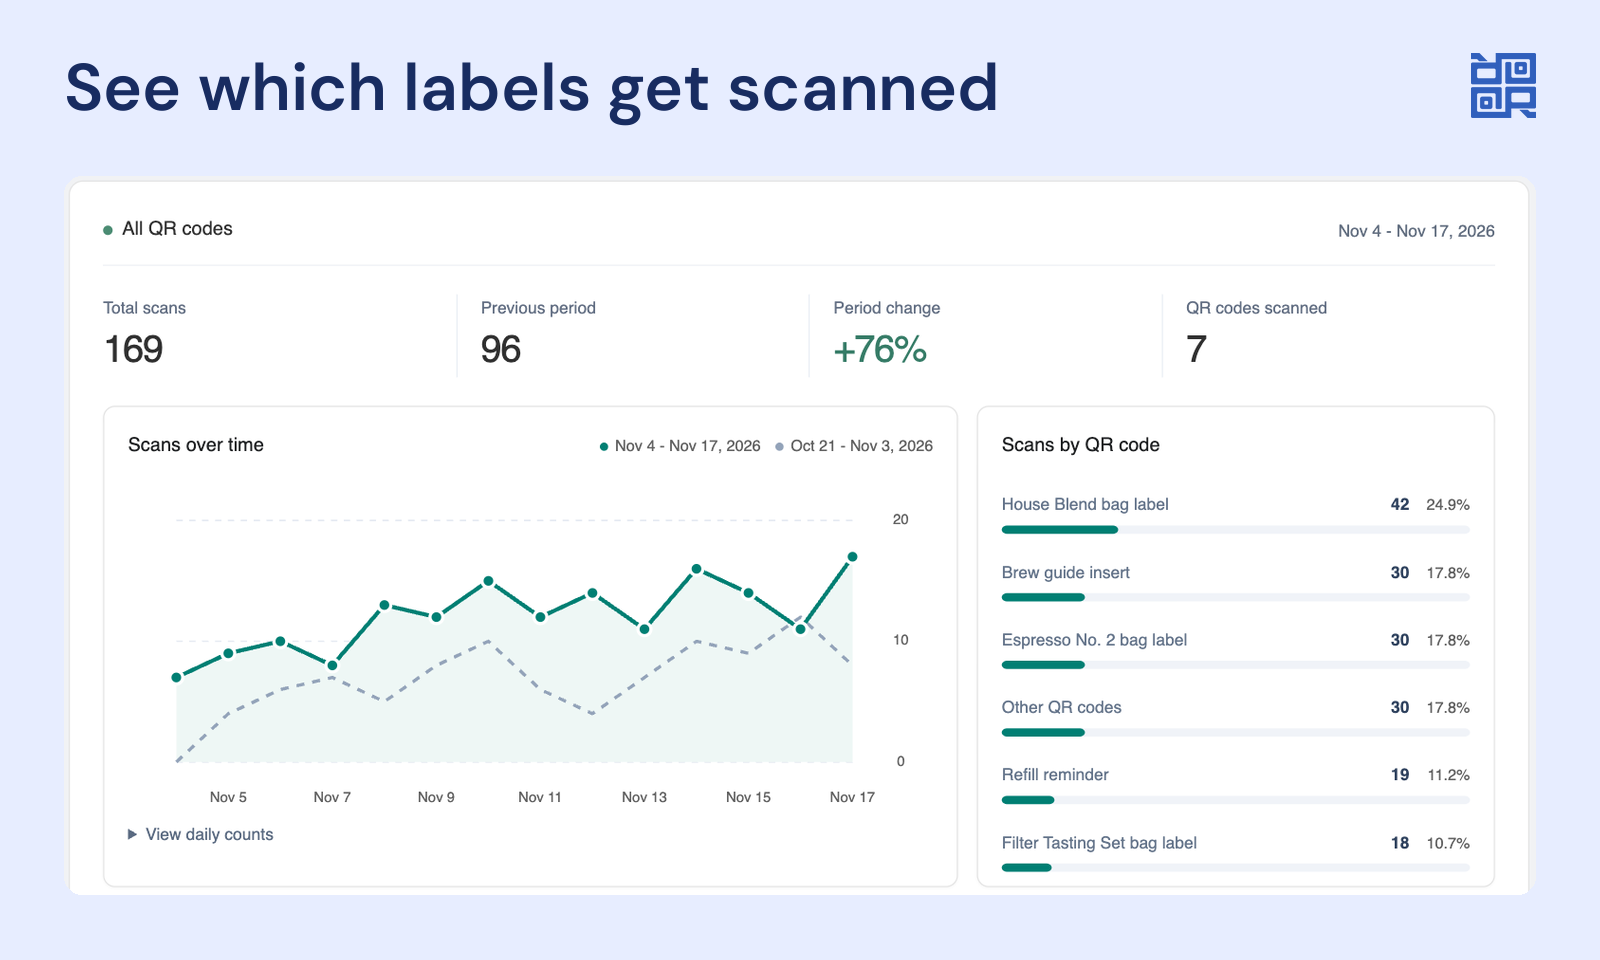 See which labels get scanned
All QR codes
Nov 4 - Nov 17, 2026
Total scans
169
Previous period
96
Period change
+76%
QR codes scanned
7
Scans over time
Nov 4 - Nov 17, 2026
Oct 21 - Nov 3, 2026
20
10
0
Nov 5
Nov 7
Nov 9
Nov 11
Nov 13
Nov 15
Nov 17
View daily counts
Scans by QR code
House Blend bag label 42 24.9%
Brew guide insert 30 17.8%
Espresso No. 2 bag label 30 17.8%
Other QR codes 30 17.8%
Refill reminder 19 11.2%
Filter Tasting Set bag label 18 10.7%